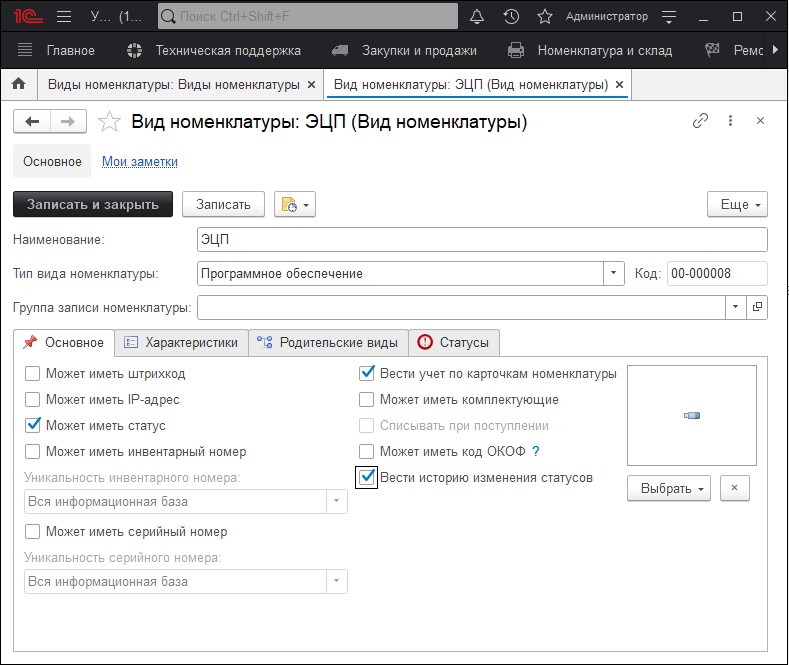 1С У... (1... Поиск Ctrl+Shift+F Администратор
Главное Техническая поддержка Закупки и продажи Номенклатура и склад Ремо
Виды номенклатуры: Виды номенклатуры × Вид номенклатуры: ЭЦП (Вид номенклатуры) ×
Вид номенклатуры: ЭЦП (Вид номенклатуры)
Основное Мои заметки
Записать и закрыть Записать Еще
Наименование: ЭЦП
Тип вида номенклатуры: Программное обеспечение Код: 00-000008
Группа записи номенклатуры:
Основное Характеристики Родительские виды Статусы
Может иметь штрихкод Вести учет по карточкам номенклатуры
Может иметь IP-адрес Может иметь комплектующие
Может иметь статус Списывать при поступлении
Может иметь инвентарный номер Может иметь код ОКОФ ?
Уникальность инвентарного номера: Вести историю изменения статусов
Вся информационная база Выбрать ×
Может иметь серийный номер
Уникальность серийного номера:
Вся информационная база